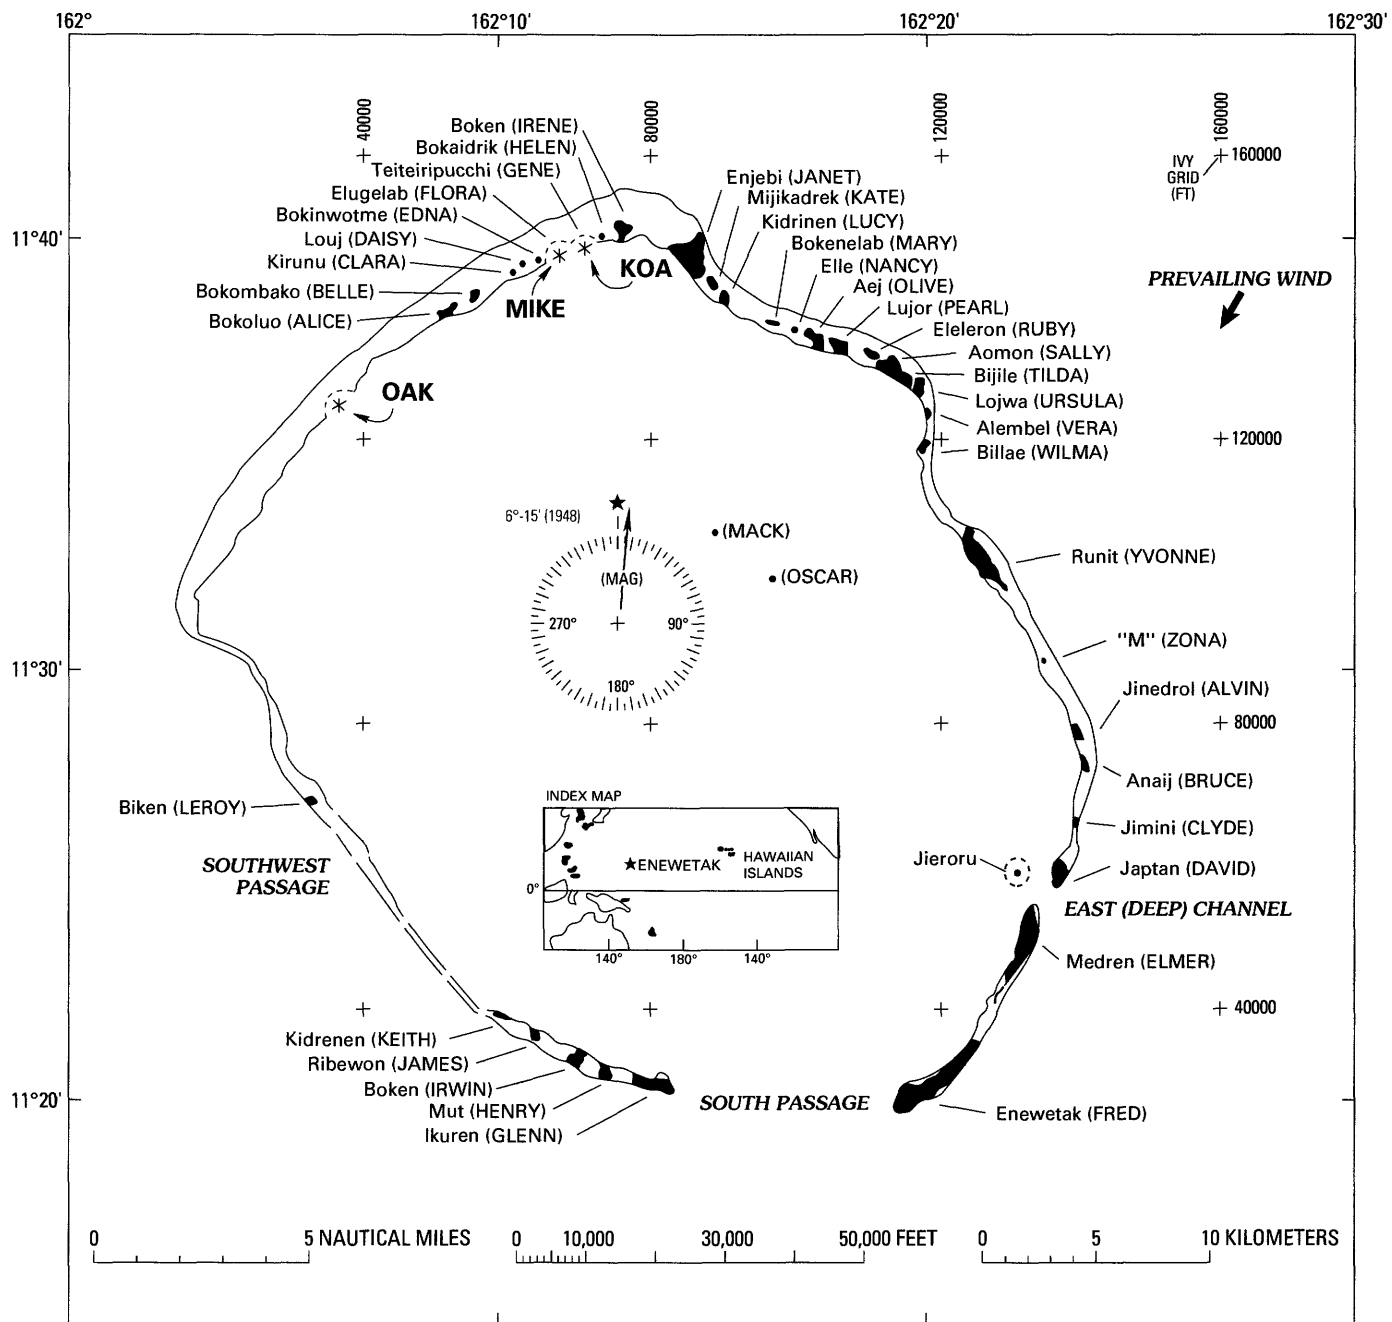 162°
162°10'
162°20'
162°30'
40000
80000
120000
160000
Boken (IRENE)
Bokaidrik (HELEN)
Teiteiripucchi (GENE)
Elugelab (FLORA)
Bokinwotme (EDNA)
Louj (DAISY)
Kirunu (CLARA)
Bokombako (BELLE)
Bokoluo (ALICE)
IVY
GRID
(FT)
160000
Enjebi (JANET)
Mijikadrek (KATE)
Kidrinen (LUCY)
Bokenelab (MARY)
Elle (NANCY)
Aej (OLIVE)
Lujor (PEARL)
Eleleron (RUBY)
Aomon (SALLY)
Bijile (TILDA)
Lojwa (URSULA)
Alembel (VERA)
Billae (WILMA)
11°40'
KOA
MIKE
OAK
PREVAILING WIND
120000
6°-15' (1948)
(MAG)
270°
90°
180°
(MACK)
(OSCAR)
Runit (YVONNE)
"M" (ZONA)
11°30'
Jinedrol (ALVIN)
80000
Anaij (BRUCE)
Jimini (CLYDE)
Jieroru
Japtan (DAVID)
EAST (DEEP) CHANNEL
Medren (ELMER)
Biken (LEROY)
SOUTHWEST
PASSAGE
INDEX MAP
ENEWETAK
HAWAIIAN
ISLANDS
0°
140°
180°
140°
40000
Kidrenen (KEITH)
Ribewon (JAMES)
Boken (IRWIN)
Mut (HENRY)
Ikuren (GLENN)
11°20'
SOUTH PASSAGE
Enewetak (FRED)
0 5 NAUTICAL MILES
0 10,000 30,000 50,000 FEET
0 5 10 KILOMETERS